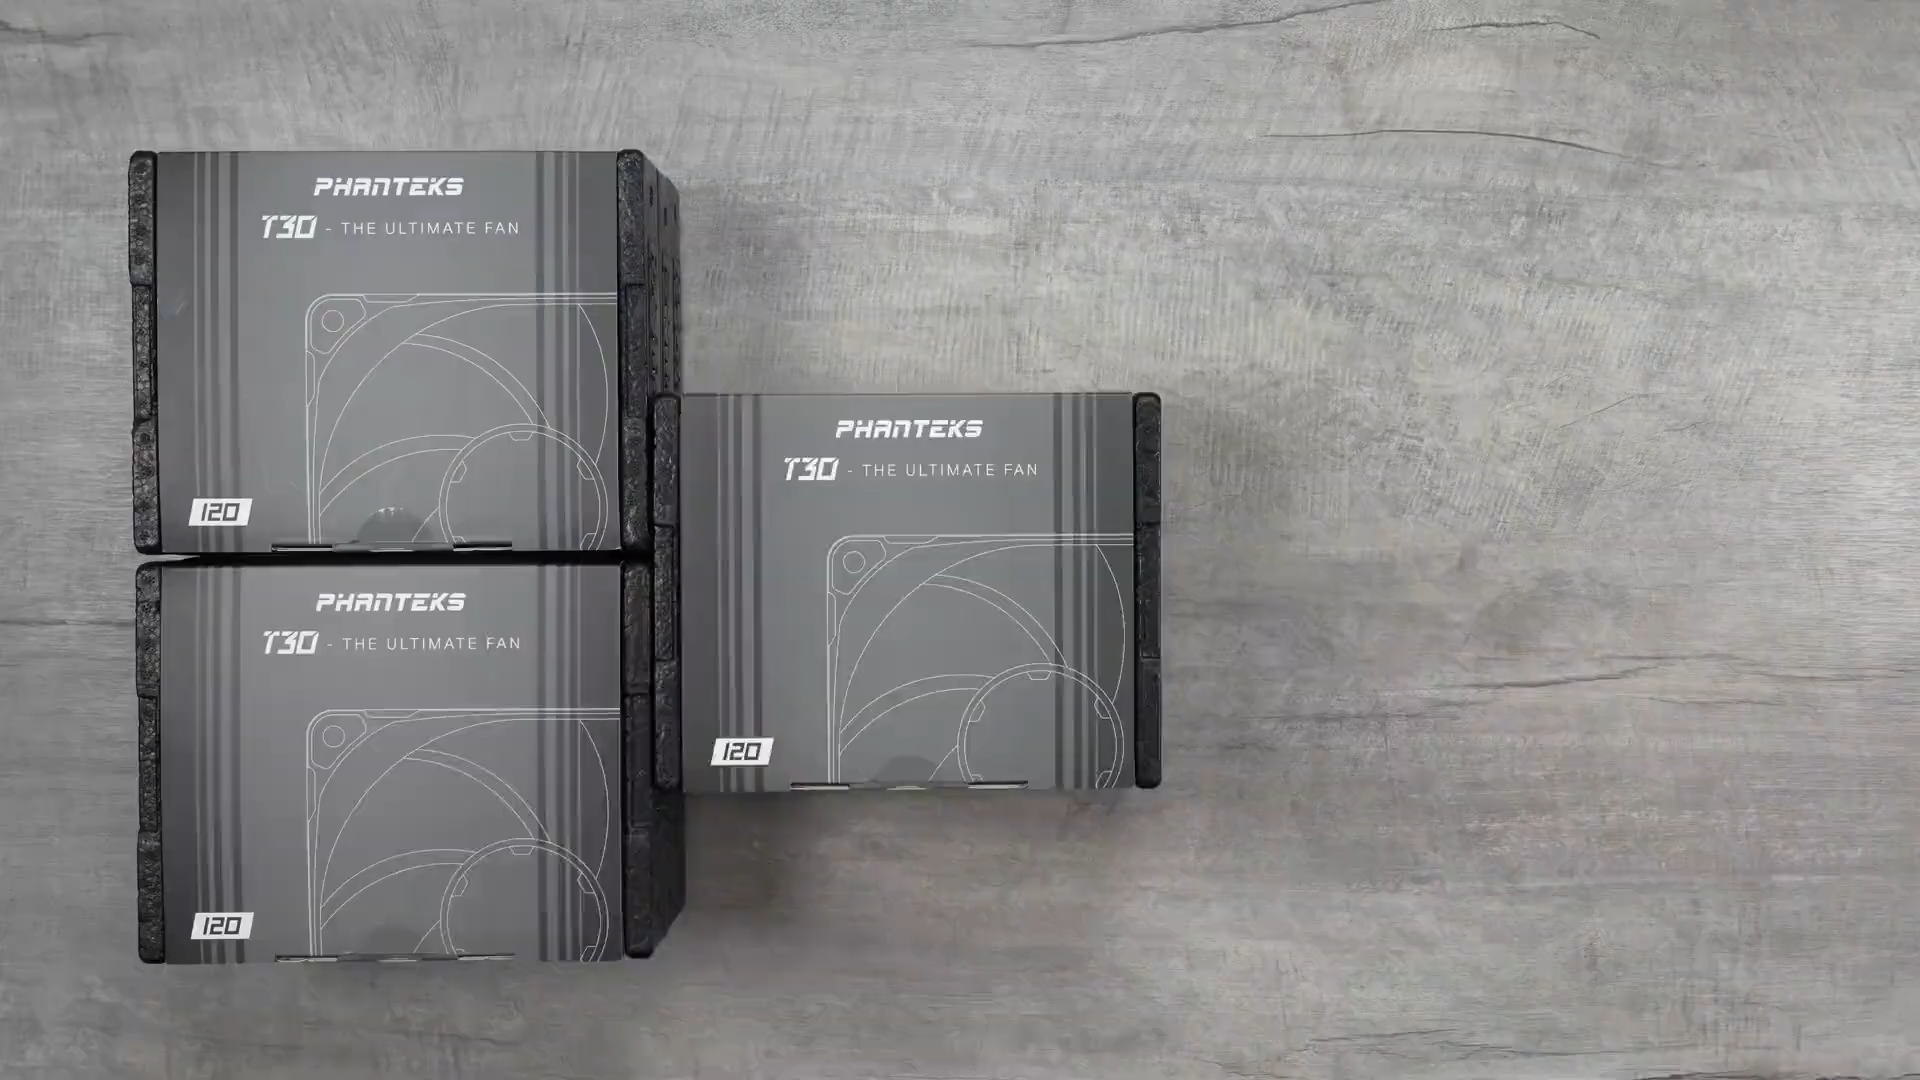 PHANTEKS
T30 - THE ULTIMATE FAN
120
PHANTEKS
T30 - THE ULTIMATE FAN
120
PHANTEKS
T30 - THE ULTIMATE FAN
120